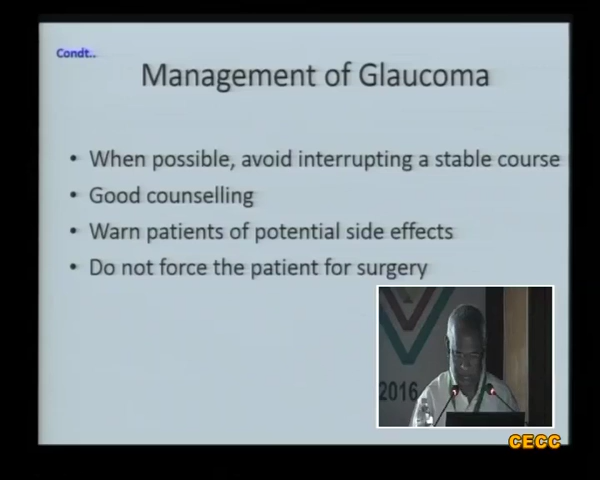 Condt..
Management of Glaucoma
• When possible, avoid interrupting a stable course
• Good counselling
• Warn patients of potential side effects
• Do not force the patient for surgery
2016
CECC